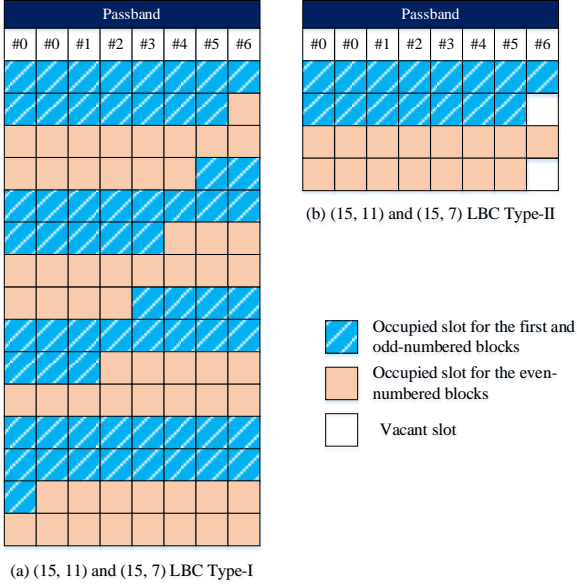 Passband
#0 #0 #1 #2 #3 #4 #5 #6
(a) (15, 11) and (15, 7) LBC Type-I
Passband
#0 #0 #1 #2 #3 #4 #5 #6
(b) (15, 11) and (15, 7) LBC Type-II
Occupied slot for the first and
odd-numbered blocks
Occupied slot for the even-
numbered blocks
Vacant slot